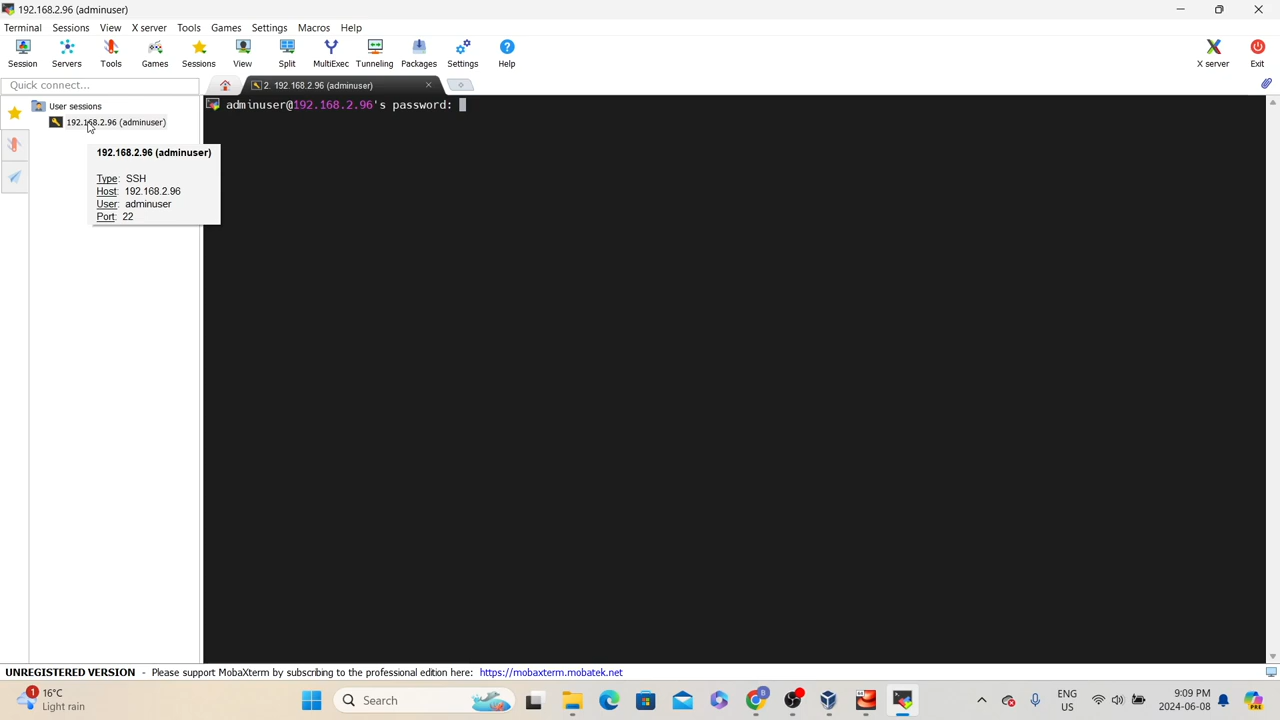 192.168.2.96 (adminuser)
Terminal Sessions View X server Tools Games Settings Macros Help
Session Servers Tools Games Sessions View Split MultiExec Tunneling Packages Settings Help X server Exit
Quick connect...
2. 192.168.2.96 (adminuser)
User sessions
192.168.2.96 (adminuser)
adminuser@192.168.2.96's password:
192.168.2.96 (adminuser)
Type: SSH
Host: 192.168.2.96
User: adminuser
Port: 22
UNREGISTERED VERSION - Please support MobaXterm by subscribing to the professional edition here: https://mobaxterm.mobatek.net
1
16°C
Light rain
Search
ENG
US
9:09 PM
2024-06-08
PRE